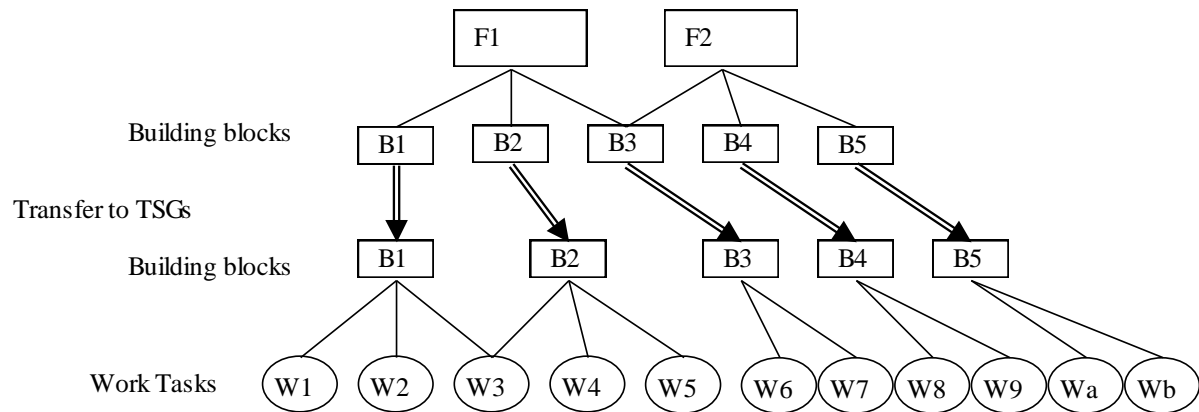 F1 F2
Building blocks B1 B2 B3 B4 B5
Transfer to TSGs
Building blocks B1 B2 B3 B4 B5
Work Tasks W1 W2 W3 W4 W5 W6 W7 W8 W9 Wa Wb